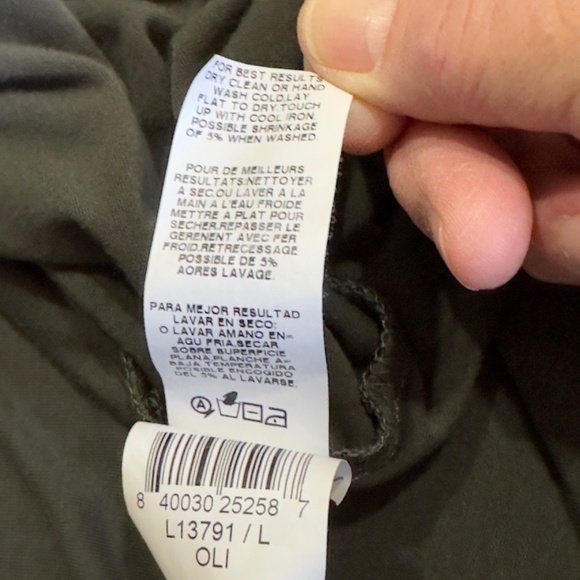 FOR BEST RESULTS
DRY CLEAN OR HAND
WASH COLD.LAY
FLAT TO DRY TOUCH
UP WITH COOL IRON.
POSSIBLE SHRINKAGE
OF 5% WHEN WASHED.
POUR DE MEILLEURS
RESULTATS:NETTOYER
A SEC.OU LAVER A LA
MAIN A L'EAU FROIDE
METTRE A PLAT POUR
SECHER.REPASSER LE
GERENENT AVEC FER
FROID.RETRECESSAGE
POSSIBLE DE 5%
AORES LAVAGE.
PARA MEJOR RESULTAD
LAVAR EN SECO:
O LAVAR AMANO EN-
AGU FRIA.SECAR
SOBRE SUPERFICIE
PLANA.PLANCHE A-
BAJA TEMPERATURA
POSIBLE ENCOGIDO
DEL 5% AL LAVARSE.
A
8 40030 25258 7
L13791 / L
OLI